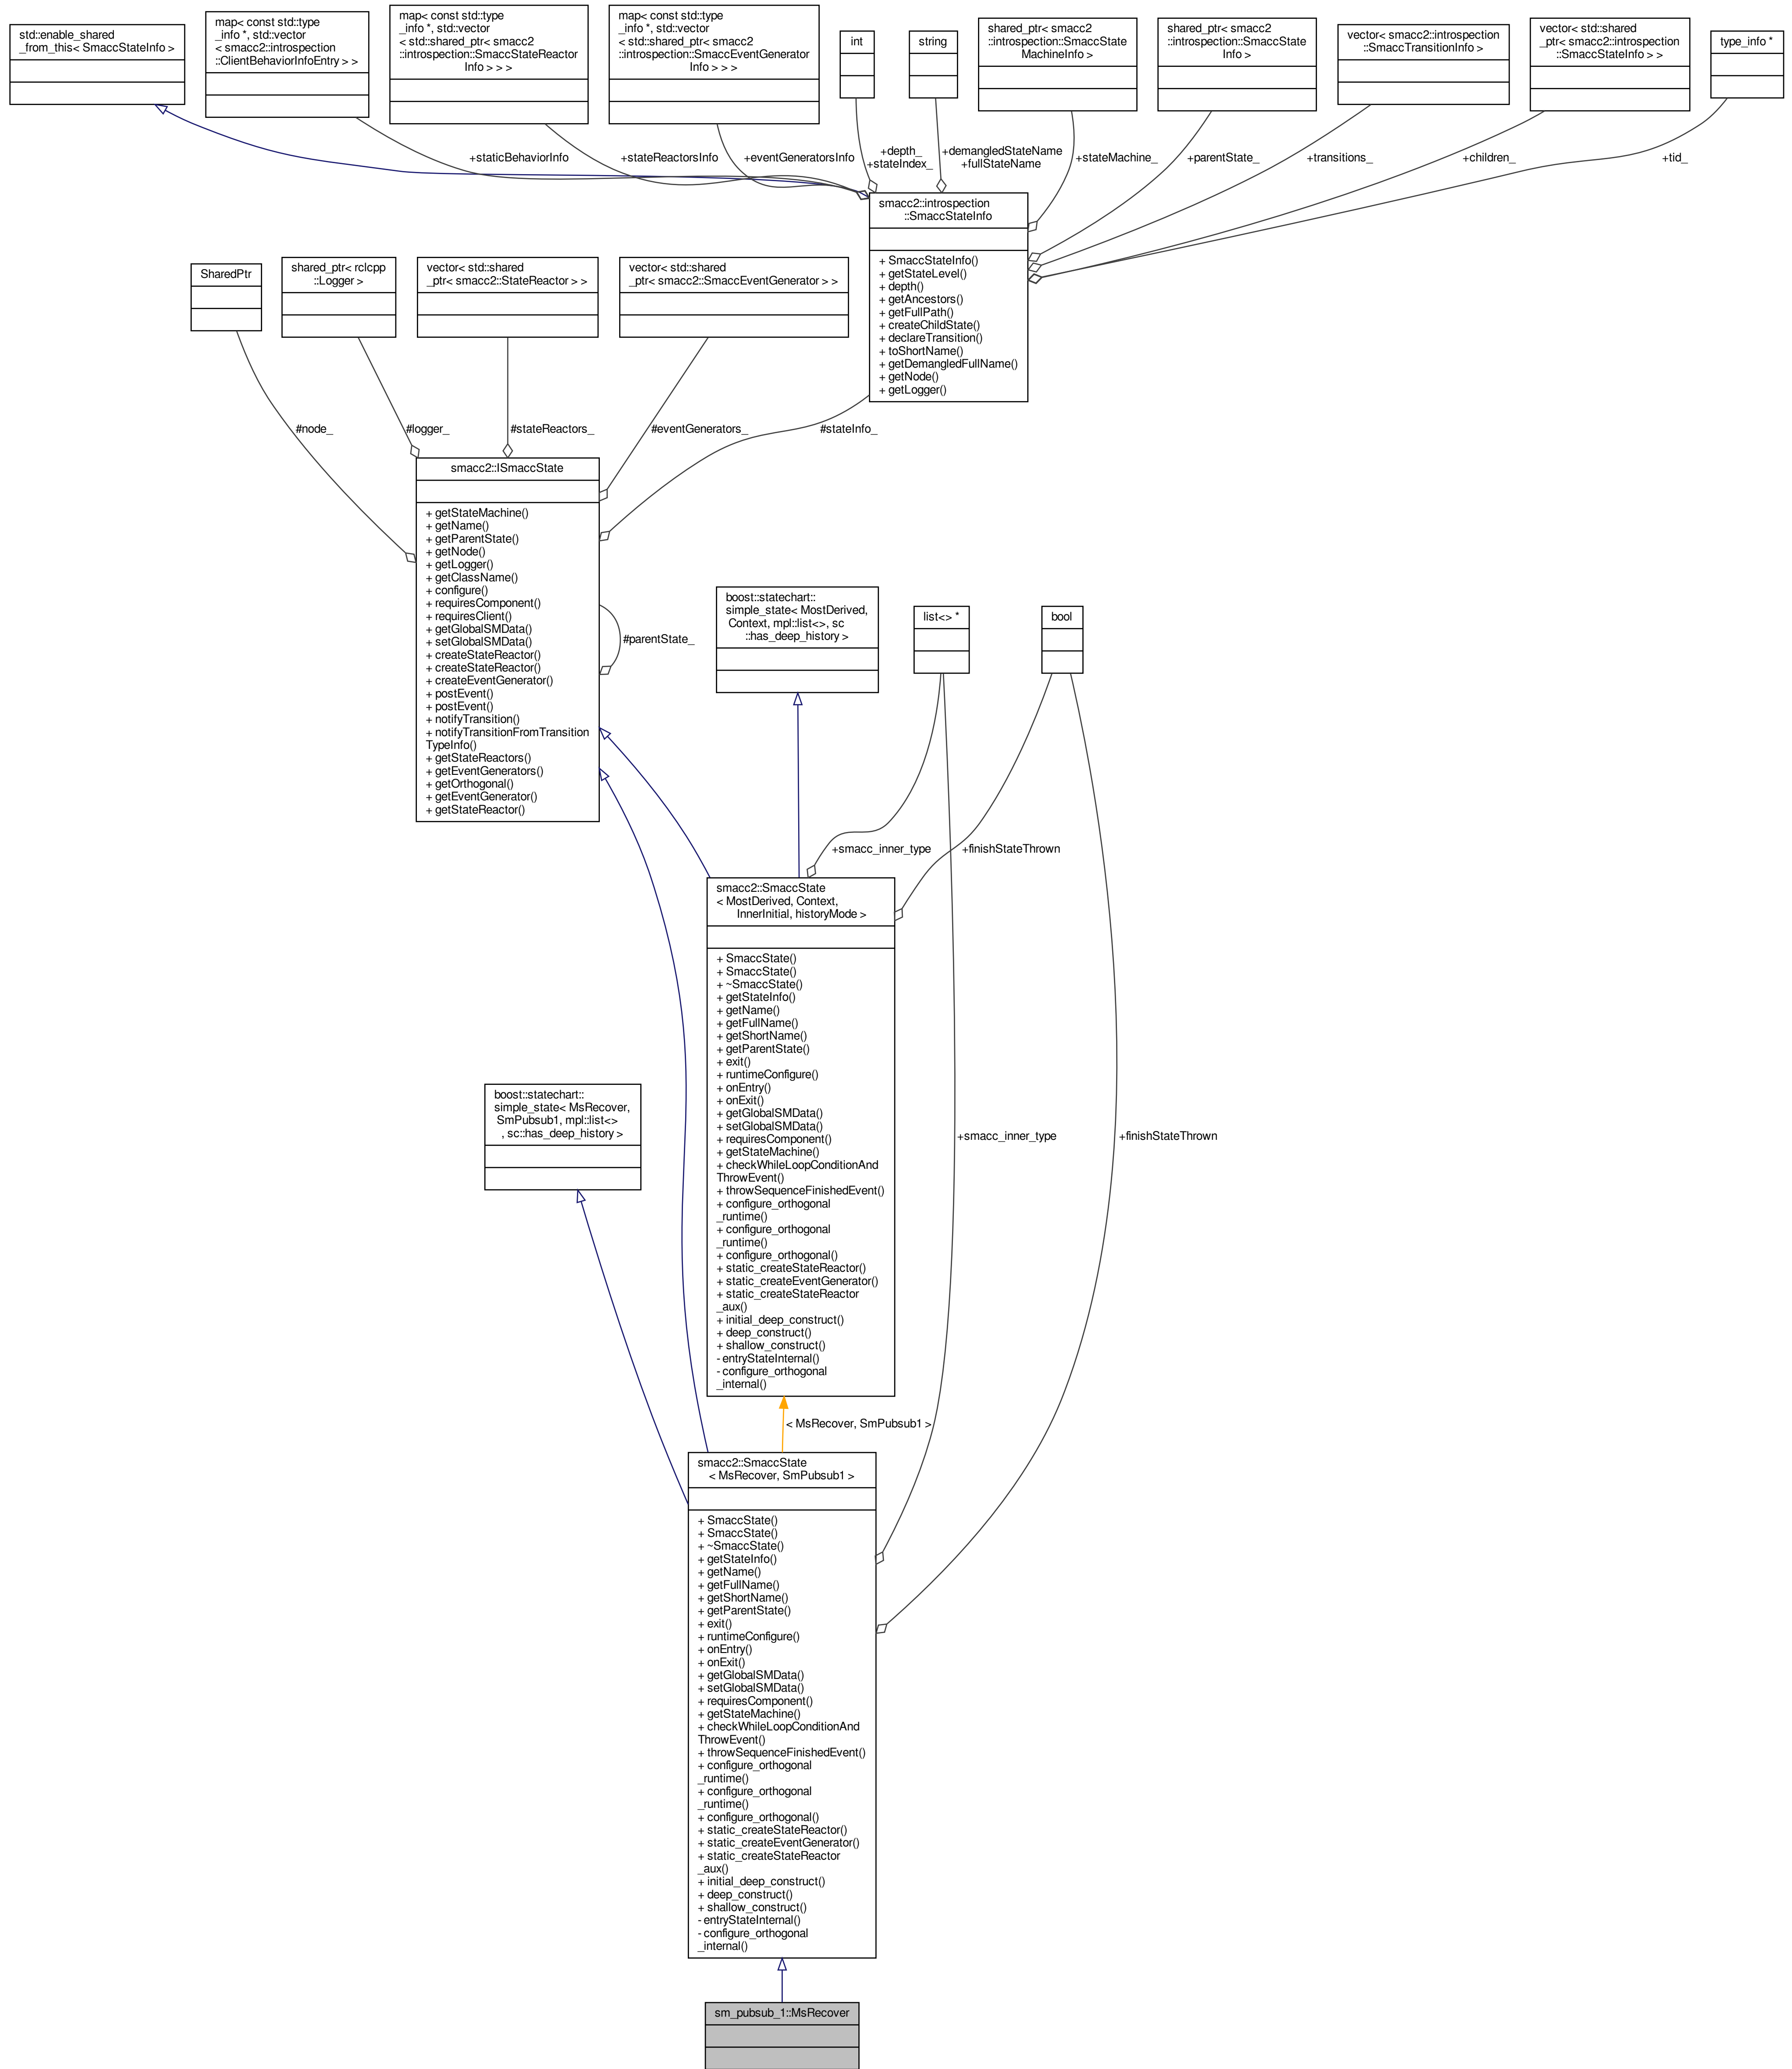 std::enable_shared
_from_this< SmaccStateInfo >
map< const std::type
_info *, std::vector
< smacc2::introspection
::ClientBehaviorInfoEntry > >
map< const std::type
_info *, std::vector
< std::shared_ptr< smacc2
::introspection::SmaccStateReactor
Info > > >
map< const std::type
_info *, std::vector
< std::shared_ptr< smacc2
::introspection::SmaccEventGenerator
Info > > >
int
string
shared_ptr< smacc2
::introspection::SmaccState
MachineInfo >
shared_ptr< smacc2
::introspection::SmaccState
Info >
vector< smacc2::introspection
::SmaccTransitionInfo >
vector< std::shared
_ptr< smacc2::introspection
::SmaccStateInfo > >
type_info *
+staticBehaviorInfo
+stateReactorsInfo
+eventGeneratorsInfo
+depth_
+stateIndex_
+demangledStateName
+fullStateName
+stateMachine_
+parentState_
+transitions_
+children_
+tid_
smacc2::introspection
::SmaccStateInfo
+ SmaccStateInfo()
+ getStateLevel()
+ depth()
+ getAncestors()
+ getFullPath()
+ createChildState()
+ declareTransition()
+ toShortName()
+ getDemangledFullName()
+ getNode()
+ getLogger()
SharedPtr
shared_ptr< rclcpp
::Logger >
vector< std::shared
_ptr< smacc2::StateReactor > >
vector< std::shared
_ptr< smacc2::SmaccEventGenerator > >
#node_
#logger_
#stateReactors_
#eventGenerators_
#stateInfo_
smacc2::ISmaccState
+ getStateMachine()
+ getName()
+ getParentState()
+ getNode()
+ getLogger()
+ getClassName()
+ configure()
+ requiresComponent()
+ requiresClient()
+ getGlobalSMData()
+ setGlobalSMData()
+ createStateReactor()
+ createStateReactor()
+ createEventGenerator()
+ postEvent()
+ postEvent()
+ notifyTransition()
+ notifyTransitionFromTransition
TypeInfo()
+ getStateReactors()
+ getEventGenerators()
+ getOrthogonal()
+ getEventGenerator()
+ getStateReactor()
#parentState_
boost::statechart::
simple_state< MostDerived,
Context, mpl::list<>, sc
::has_deep_history >
list<> *
bool
+smacc_inner_type
+finishStateThrown
smacc2::SmaccState
< MostDerived, Context,
InnerInitial, historyMode >
+ SmaccState()
+ SmaccState()
+ ~SmaccState()
+ getStateInfo()
+ getName()
+ getFullName()
+ getShortName()
+ getParentState()
+ exit()
+ runtimeConfigure()
+ onEntry()
+ onExit()
+ getGlobalSMData()
+ setGlobalSMData()
+ requiresComponent()
+ getStateMachine()
+ checkWhileLoopConditionAnd
ThrowEvent()
+ throwSequenceFinishedEvent()
+ configure_orthogonal
_runtime()
+ configure_orthogonal
_runtime()
+ configure_orthogonal()
+ static_createStateReactor()
+ static_createEventGenerator()
+ static_createStateReactor
_aux()
+ initial_deep_construct()
+ deep_construct()
+ shallow_construct()
- entryStateInternal()
- configure_orthogonal
_internal()
boost::statechart::
simple_state< MsRecover,
SmPubsub1, mpl::list<>
, sc::has_deep_history >
+smacc_inner_type
+finishStateThrown
< MsRecover, SmPubsub1 >
smacc2::SmaccState
< MsRecover, SmPubsub1 >
+ SmaccState()
+ SmaccState()
+ ~SmaccState()
+ getStateInfo()
+ getName()
+ getFullName()
+ getShortName()
+ getParentState()
+ exit()
+ runtimeConfigure()
+ onEntry()
+ onExit()
+ getGlobalSMData()
+ setGlobalSMData()
+ requiresComponent()
+ getStateMachine()
+ checkWhileLoopConditionAnd
ThrowEvent()
+ throwSequenceFinishedEvent()
+ configure_orthogonal
_runtime()
+ configure_orthogonal
_runtime()
+ configure_orthogonal()
+ static_createStateReactor()
+ static_createEventGenerator()
+ static_createStateReactor
_aux()
+ initial_deep_construct()
+ deep_construct()
+ shallow_construct()
- entryStateInternal()
- configure_orthogonal
_internal()
sm_pubsub_1::MsRecover